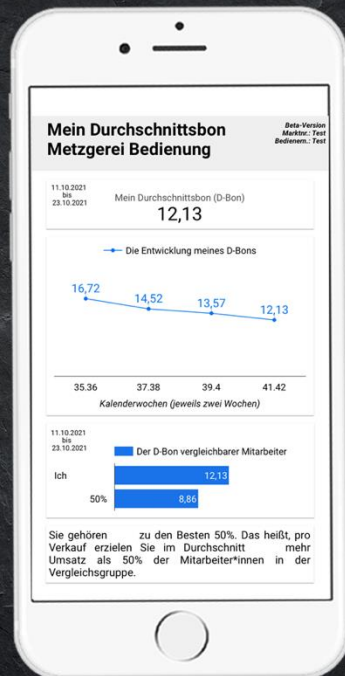 Mein Durchschnittsbon
Metzgerei Bedienung
Beta-Version
Marktnr.: Test
Bedienern.: Test
11.10.2021
bis
23.10.2021
Mein Durchschnittsbon (D-Bon)
12,13
Die Entwicklung meines D-Bons
16,72
14,52
13,57
12,13
35.36 37.38 39.4 41.42
Kalenderwochen (jeweils zwei Wochen)
11.10.2021
bis
23.10.2021
Der D-Bon vergleichbarer Mitarbeiter
Ich 12,13
50% 8,86
Sie gehören zu den Besten 50%. Das heißt, pro
Verkauf erzielen Sie im Durchschnitt mehr
Umsatz als 50% der Mitarbeiter*innen in der
Vergleichsgruppe.